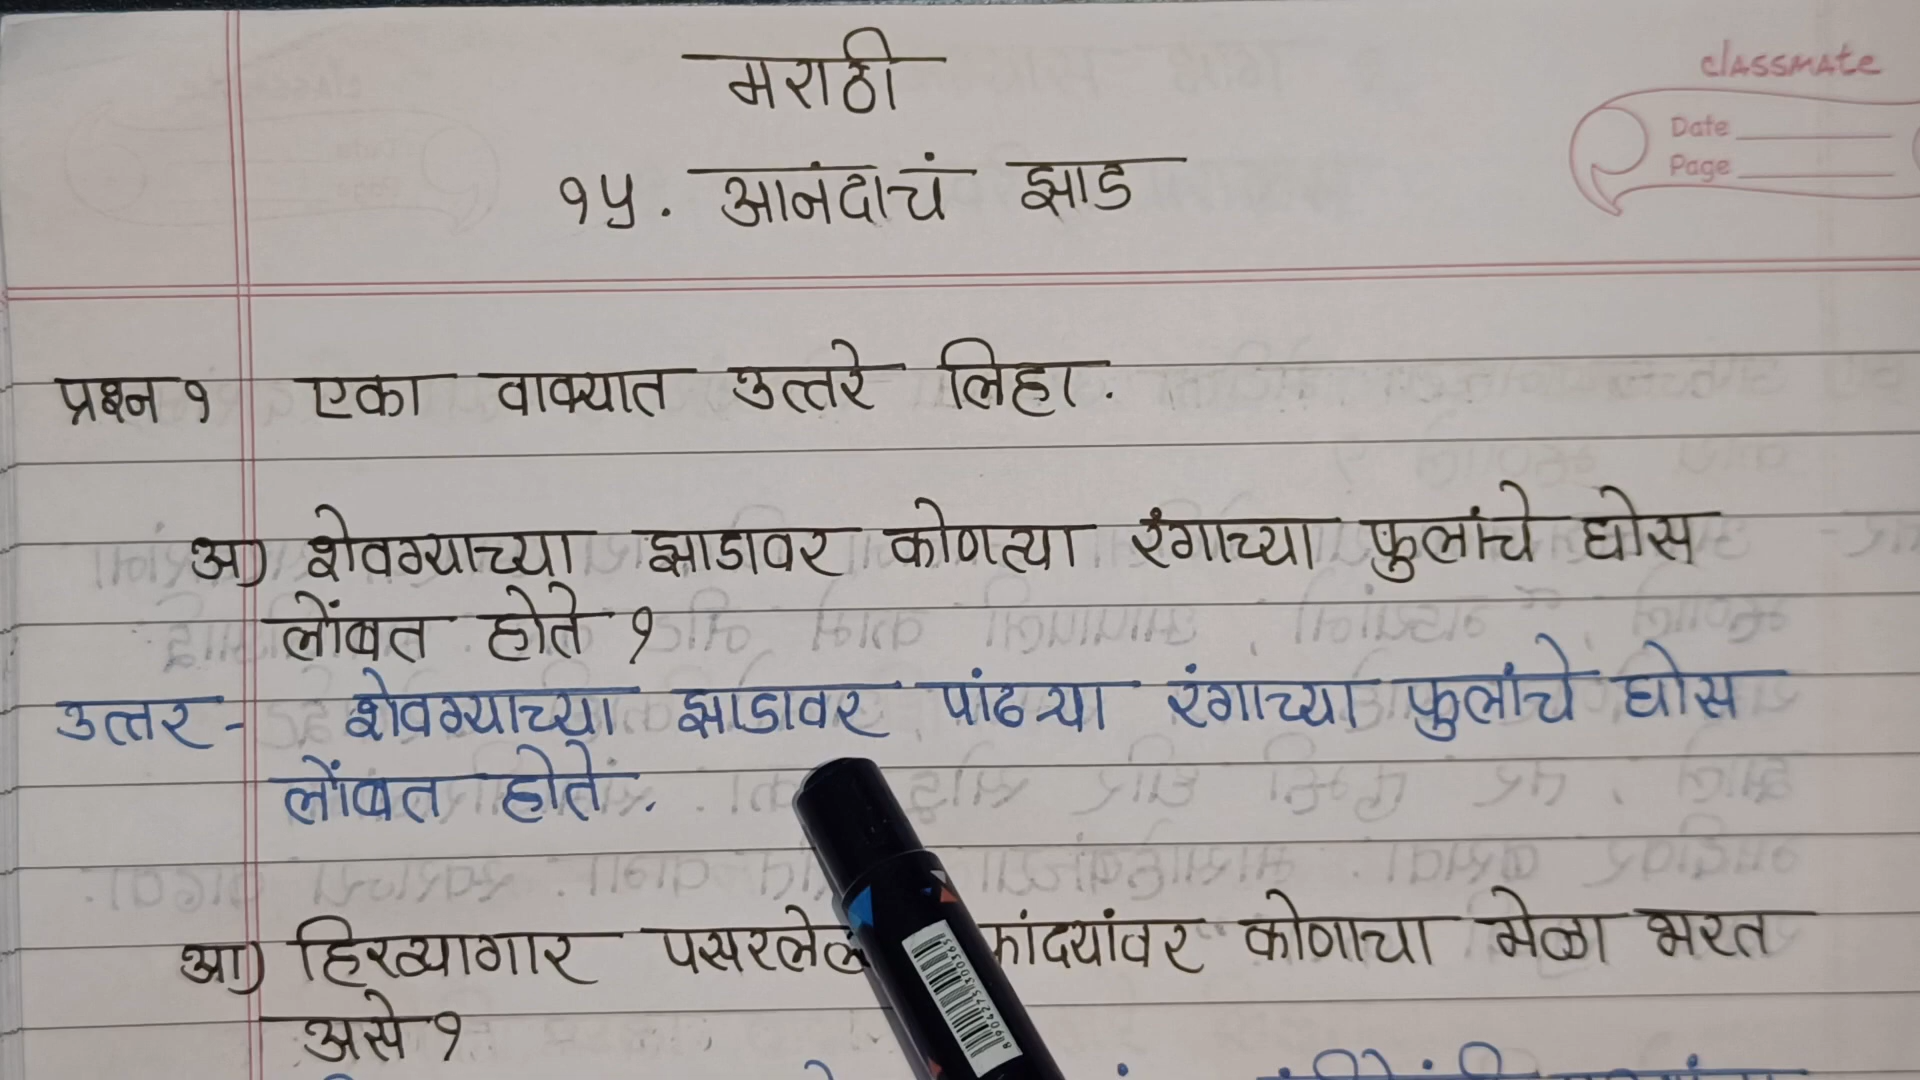 मराठी
classmate
Date
Page
१५. आनंदाचं झाड
प्रश्न १ एका वाक्यात उत्तरे लिहा.
अ) शेवग्याच्या झाडावर कोणत्या रंगाच्या फुलांचे घोस
लोंबत होते ?
उत्तर - शेवग्याच्या झाडावर पांढऱ्या रंगाच्या फुलांचे घोस
लोंबत होते.
आ) हिरव्यागार फांदयांवर कोणाचा मेळा भरत
असे ?